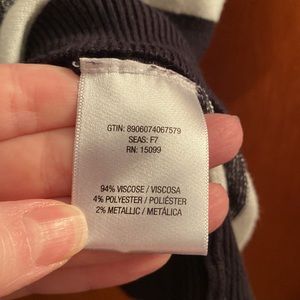 GTIN: 8906074067579
SEAS: F7
RN: 15099
94% VISCOSE / VISCOSA
4% POLYESTER / POLIÉSTER
2% METALLIC / METÁLICA